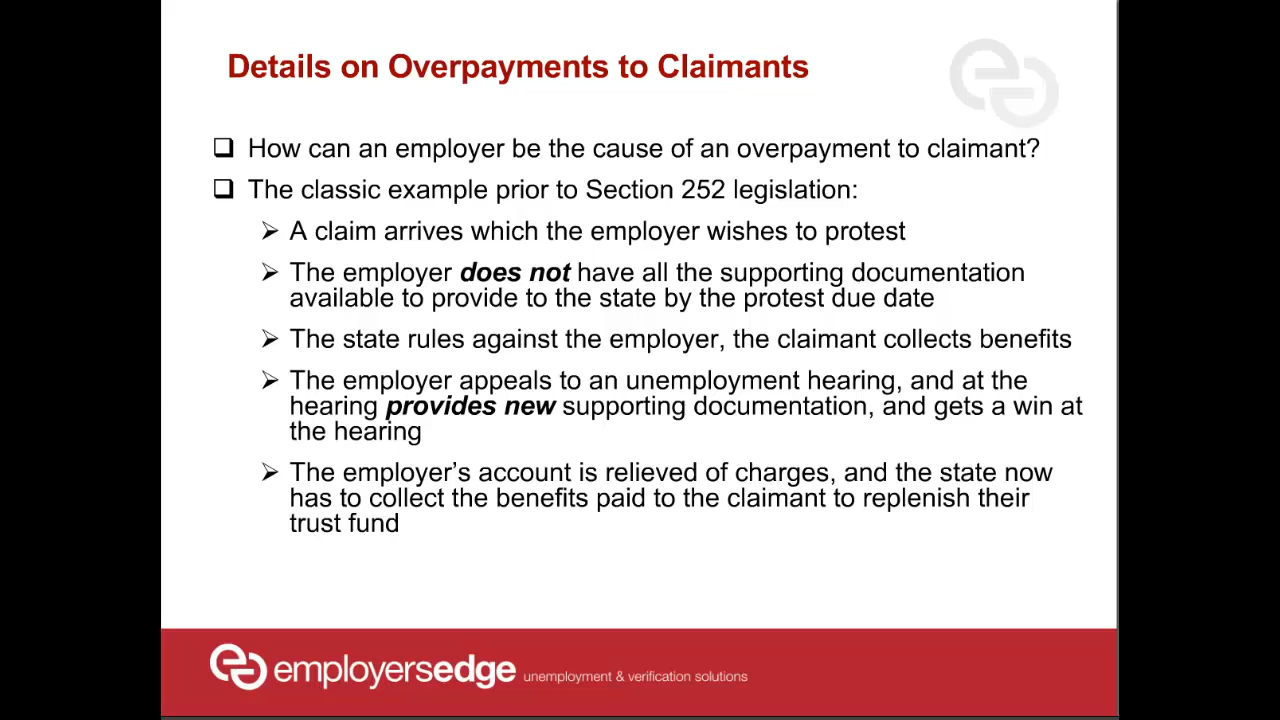 Details on Overpayments to Claimants
How can an employer be the cause of an overpayment to claimant?
The classic example prior to Section 252 legislation:
A claim arrives which the employer wishes to protest
The employer does not have all the supporting documentation
available to provide to the state by the protest due date
The state rules against the employer, the claimant collects benefits
The employer appeals to an unemployment hearing, and at the
hearing provides new supporting documentation, and gets a win at
the hearing
The employer’s account is relieved of charges, and the state now
has to collect the benefits paid to the claimant to replenish their
trust fund
employersedge unemployment & verification solutions